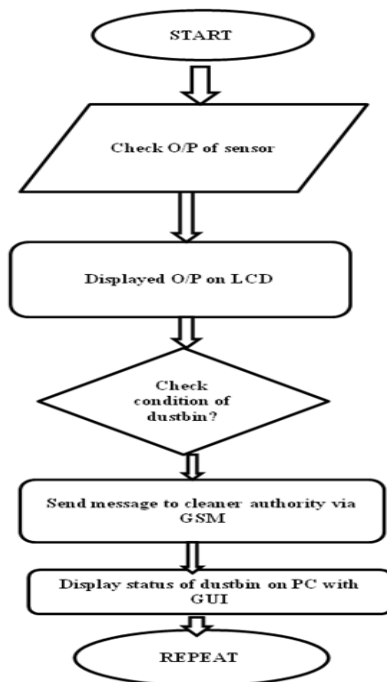 START
Check O/P of sensor
Displayed O/P on LCD
Check
condition of
dustbin?
Send message to cleaner authority via
GSM
Display status of dustbin on PC with
GUI
REPEAT